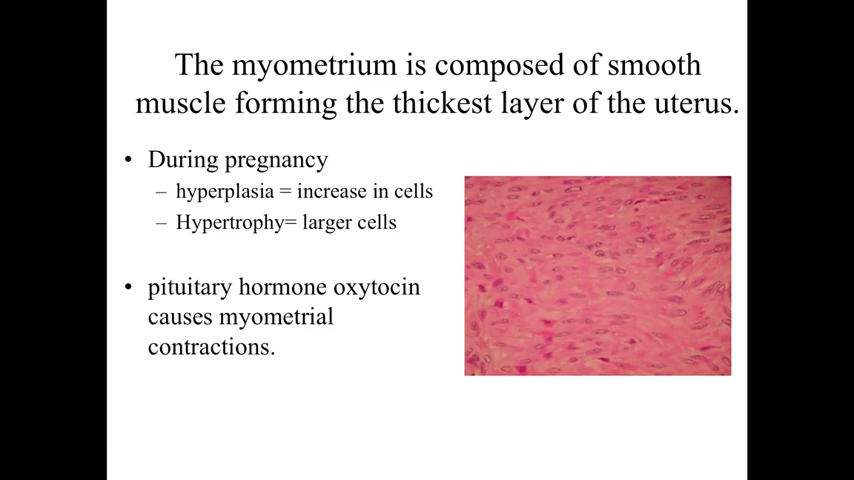 The myometrium is composed of smooth
muscle forming the thickest layer of the uterus.
• During pregnancy
– hyperplasia = increase in cells
– Hypertrophy= larger cells
• pituitary hormone oxytocin
causes myometrial
contractions.